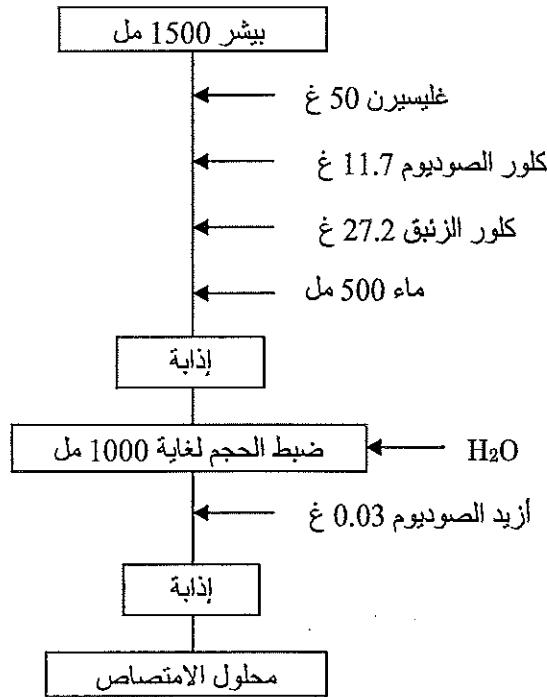 بيشر 1500 مل
غليسيرن 50 غ
كلور الصوديوم 11.7 غ
كلور الزئبق 27.2 غ
ماء 500 مل
إذابة
ضبط الحجم لغاية 1000 مل
H₂O
أزيد الصوديوم 0.03 غ
إذابة
محلول الامتصاص